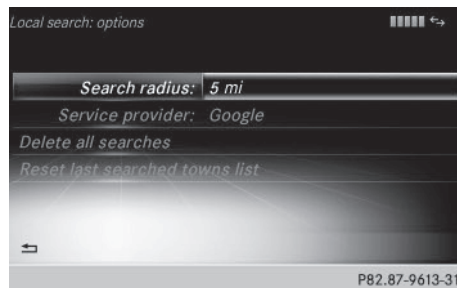 Local search: options
Search radius: 5 mi
Service provider: Google
Delete all searches
Reset last searched towns list
P82.87-9613-31